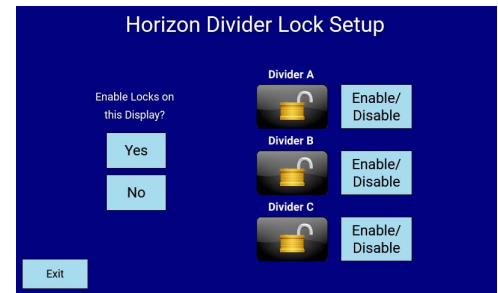 Horizon Divider Lock Setup
Enable Locks on
this Display?
Yes
No
Divider A
Enable/
Disable
Divider B
Enable/
Disable
Divider C
Enable/
Disable
Exit